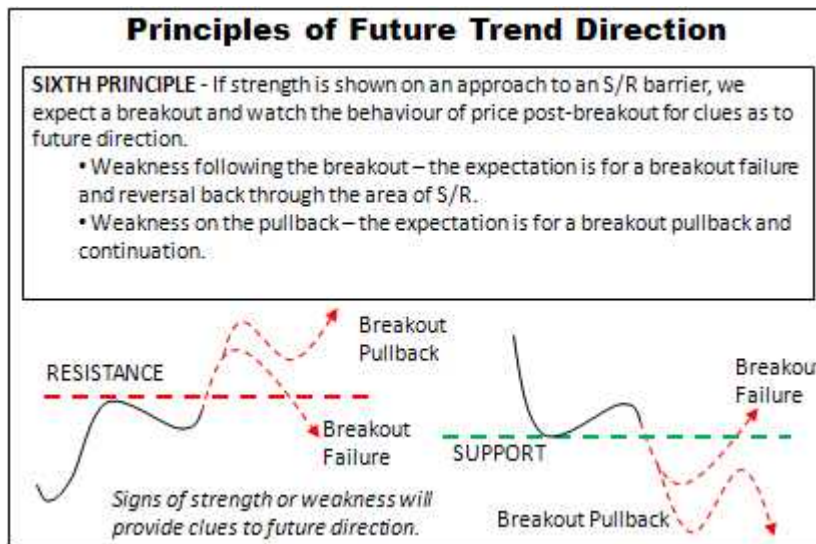 Principles of Future Trend Direction
SIXTH PRINCIPLE - If strength is shown on an approach to an S/R barrier, we
expect a breakout and watch the behaviour of price post-breakout for clues as to
future direction.
• Weakness following the breakout – the expectation is for a breakout failure
and reversal back through the area of S/R.
• Weakness on the pullback – the expectation is for a breakout pullback and
continuation.
RESISTANCE
Breakout
Pullback
Breakout
Failure
Signs of strength or weakness will
provide clues to future direction.
Breakout
Failure
SUPPORT
Breakout Pullback